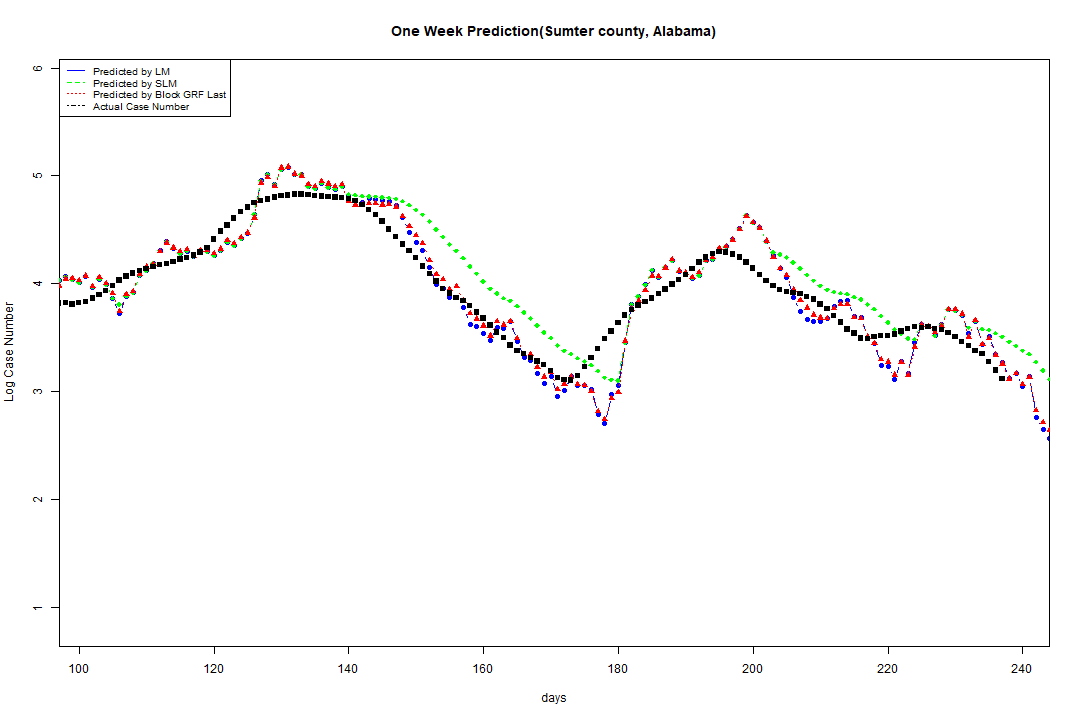 One Week Prediction(Sumter county, Alabama)
Predicted by LM
Predicted by SLM
Predicted by Block GRF Last
Actual Case Number
6
5
4
3
2
1
Log Case Number
100 120 140 160 180 200 220 240
days